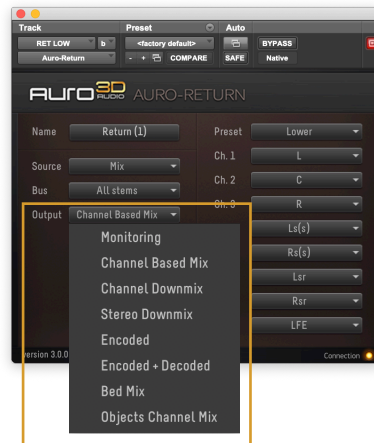 Track Preset Auto
RET LOW b <factory default> BYPASS
Auro-Return - + COMPARE SAFE Native
AURO 3D AUDIO AURO-RETURN
Name Return (1) Preset Lower
Ch. 1 L
Source Mix
Ch. 2 C
Bus All stems
Ch. 3 R
Output Channel Based Mix
Ls(s)
Monitoring
Rs(s)
Channel Based Mix
Lsr
Channel Downmix
Rsr
Stereo Downmix
LFE
Encoded
version 3.0.0 Connection
Encoded + Decoded
Bed Mix
Objects Channel Mix